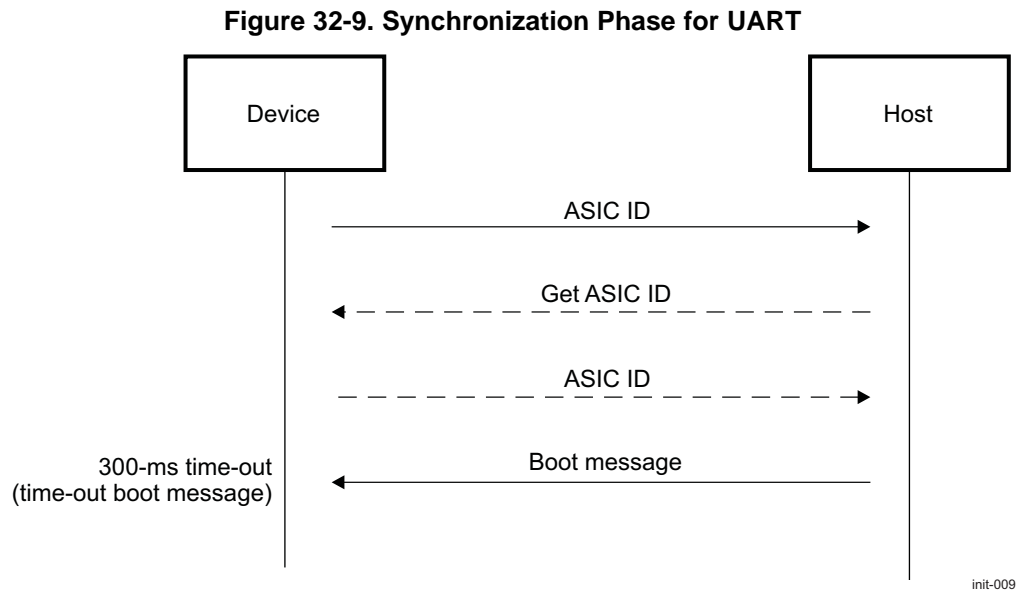 Figure 32-9. Synchronization Phase for UART
Device
Host
ASIC ID
Get ASIC ID
ASIC ID
Boot message
300-ms time-out
(time-out boot message)
init-009